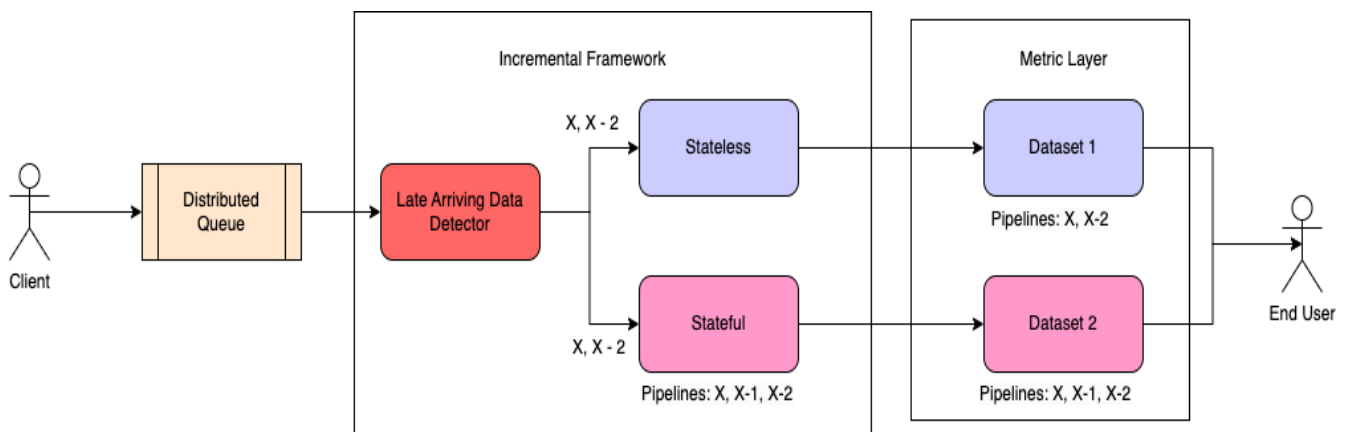 Incremental Framework
Metric Layer
X, X - 2
Stateless
Dataset 1
Distributed
Queue
Late Arriving Data
Detector
Pipelines: X, X-2
Client
Stateful
Dataset 2
End User
X, X - 2
Pipelines: X, X-1, X-2
Pipelines: X, X-1, X-2